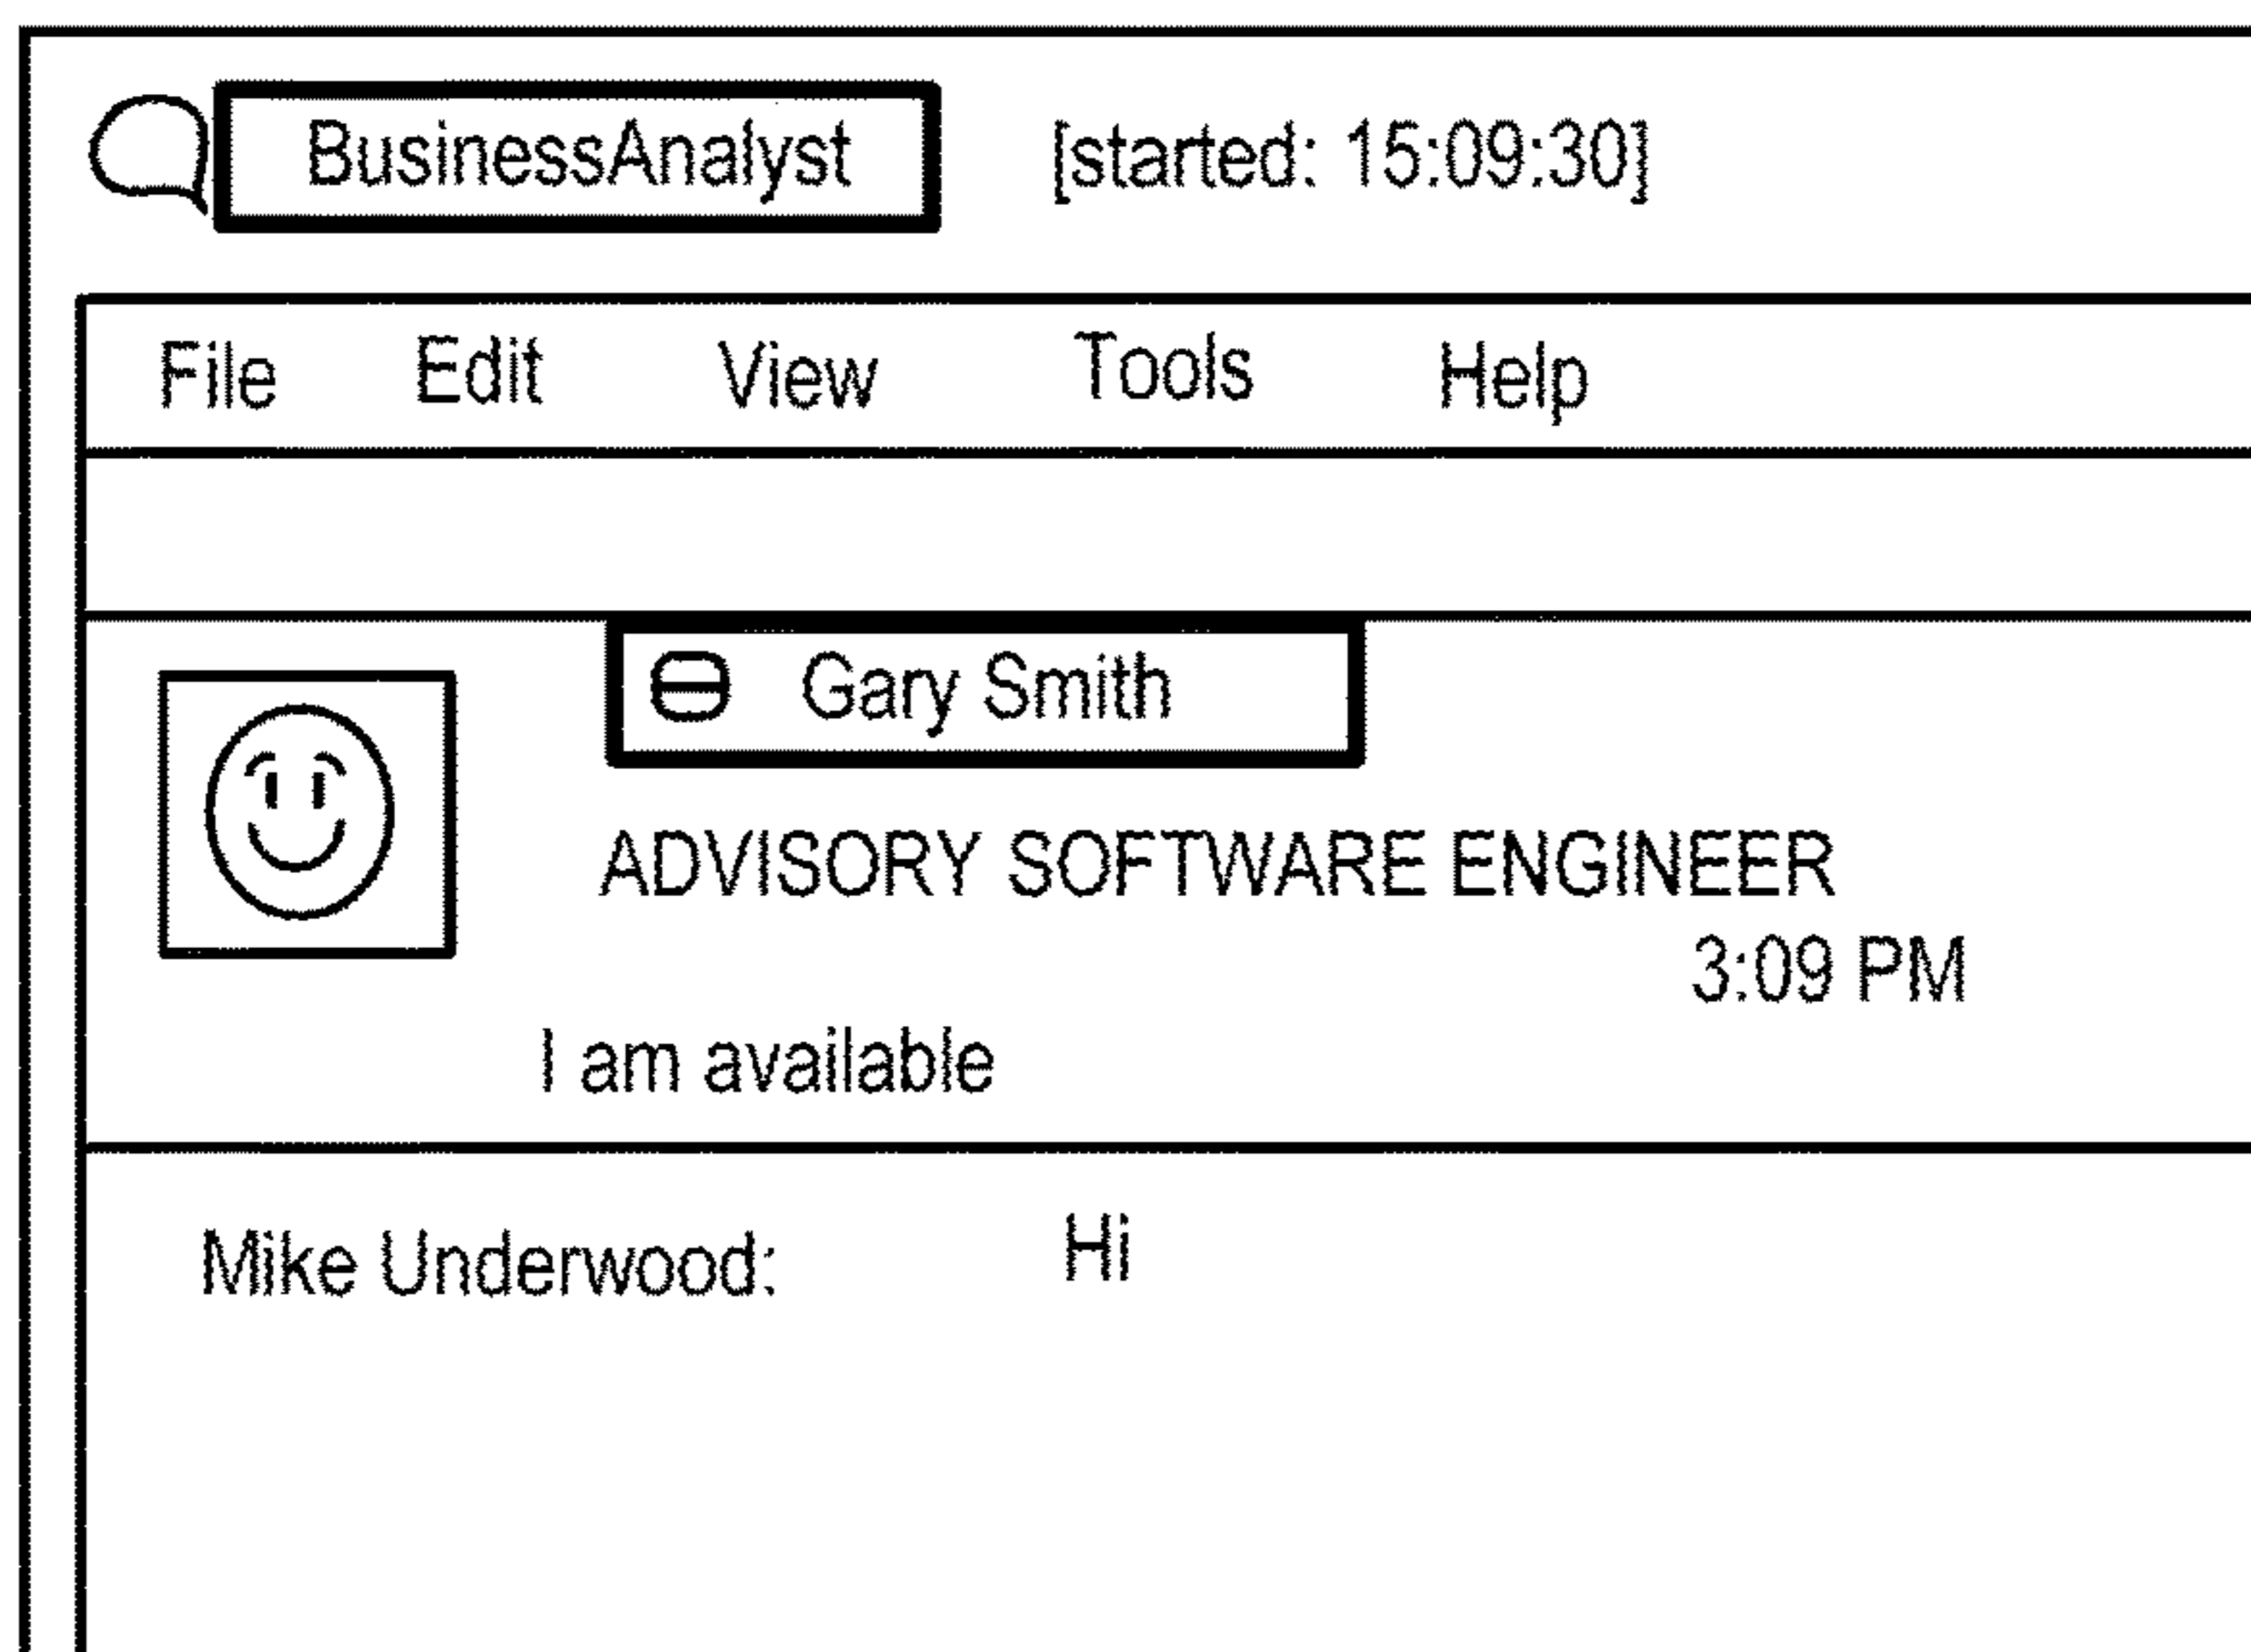 BusinessAnalyst [started: 15:09:30]
File Edit View Tools Help
Gary Smith
ADVISORY SOFTWARE ENGINEER
3:09 PM
I am available
Mike Underwood: Hi